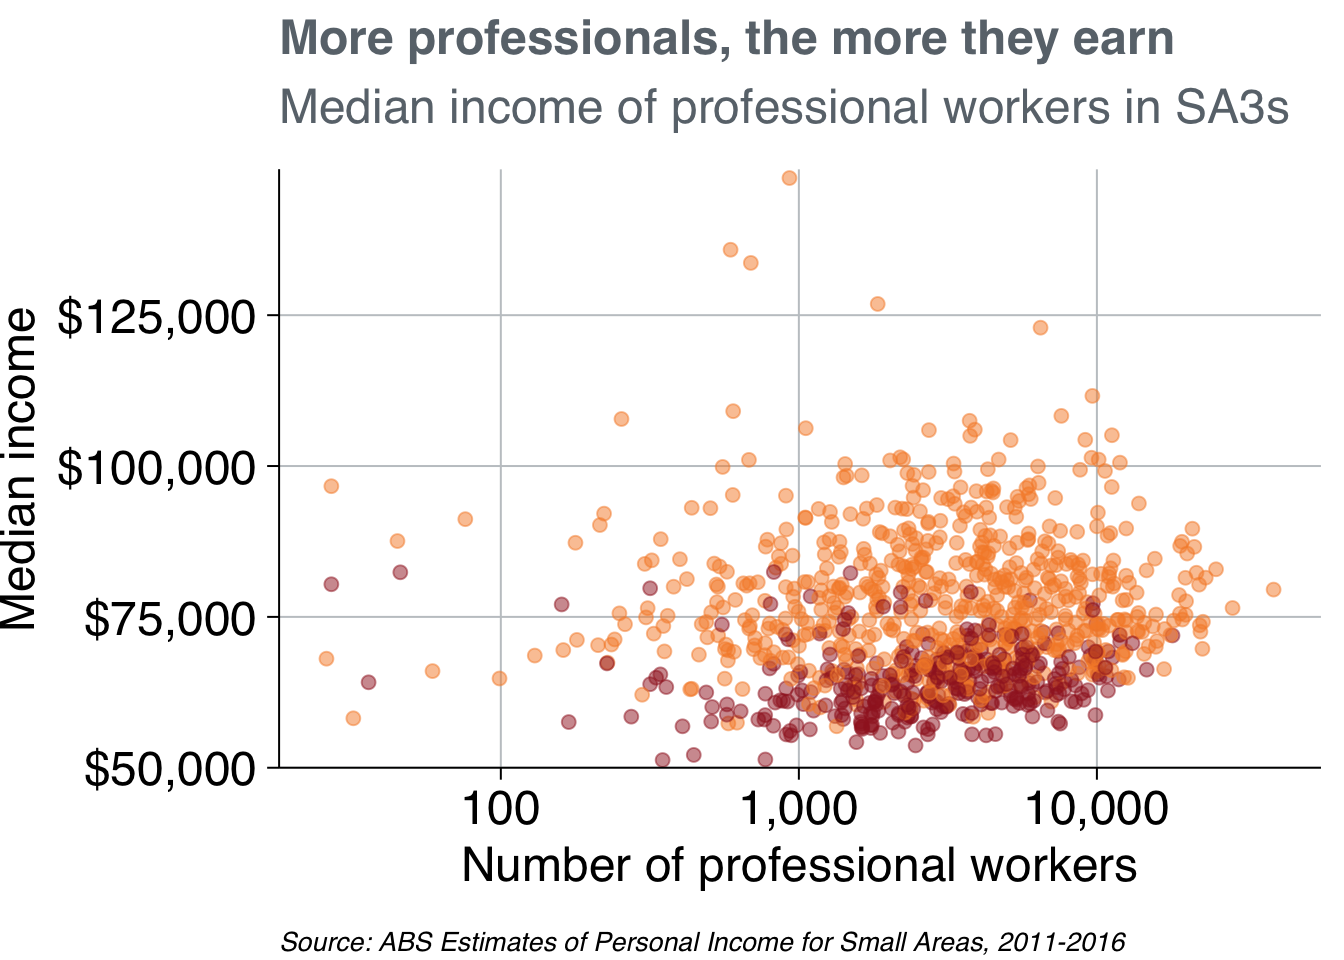 More professionals, the more they earn
Median income of professional workers in SA3s
Median income
$125,000
$100,000
$75,000
$50,000
100
1,000
10,000
Number of professional workers
Source: ABS Estimates of Personal Income for Small Areas, 2011-2016